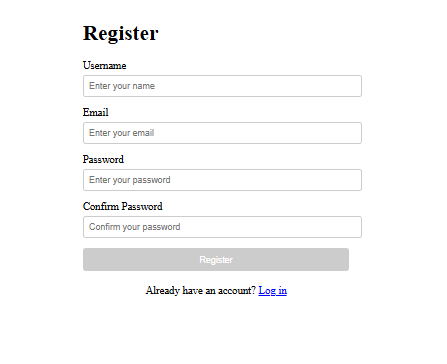 Register
Username
Enter your name
Email
Enter your email
Password
Enter your password
Confirm Password
Confirm your password
Register
Already have an account? Log in